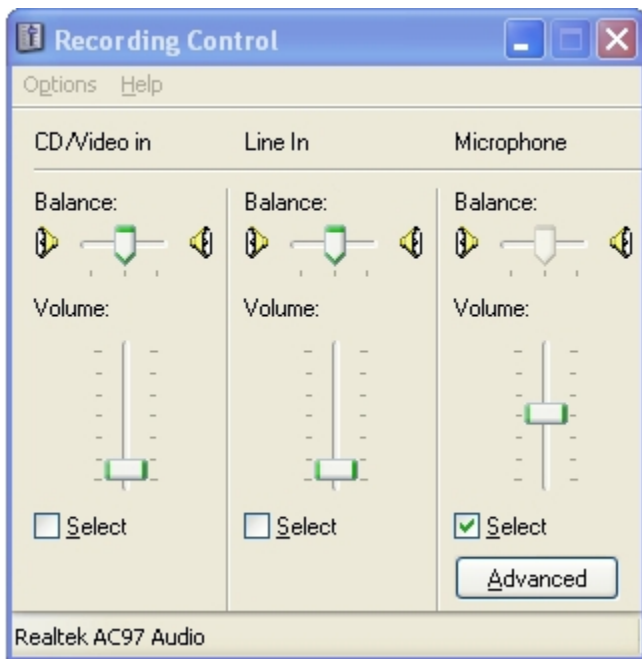 Recording Control
Options Help
CD/Video in Line In Microphone
Balance: Balance: Balance:
Volume: Volume: Volume:
Select Select Select
Advanced
Realtek AC97 Audio